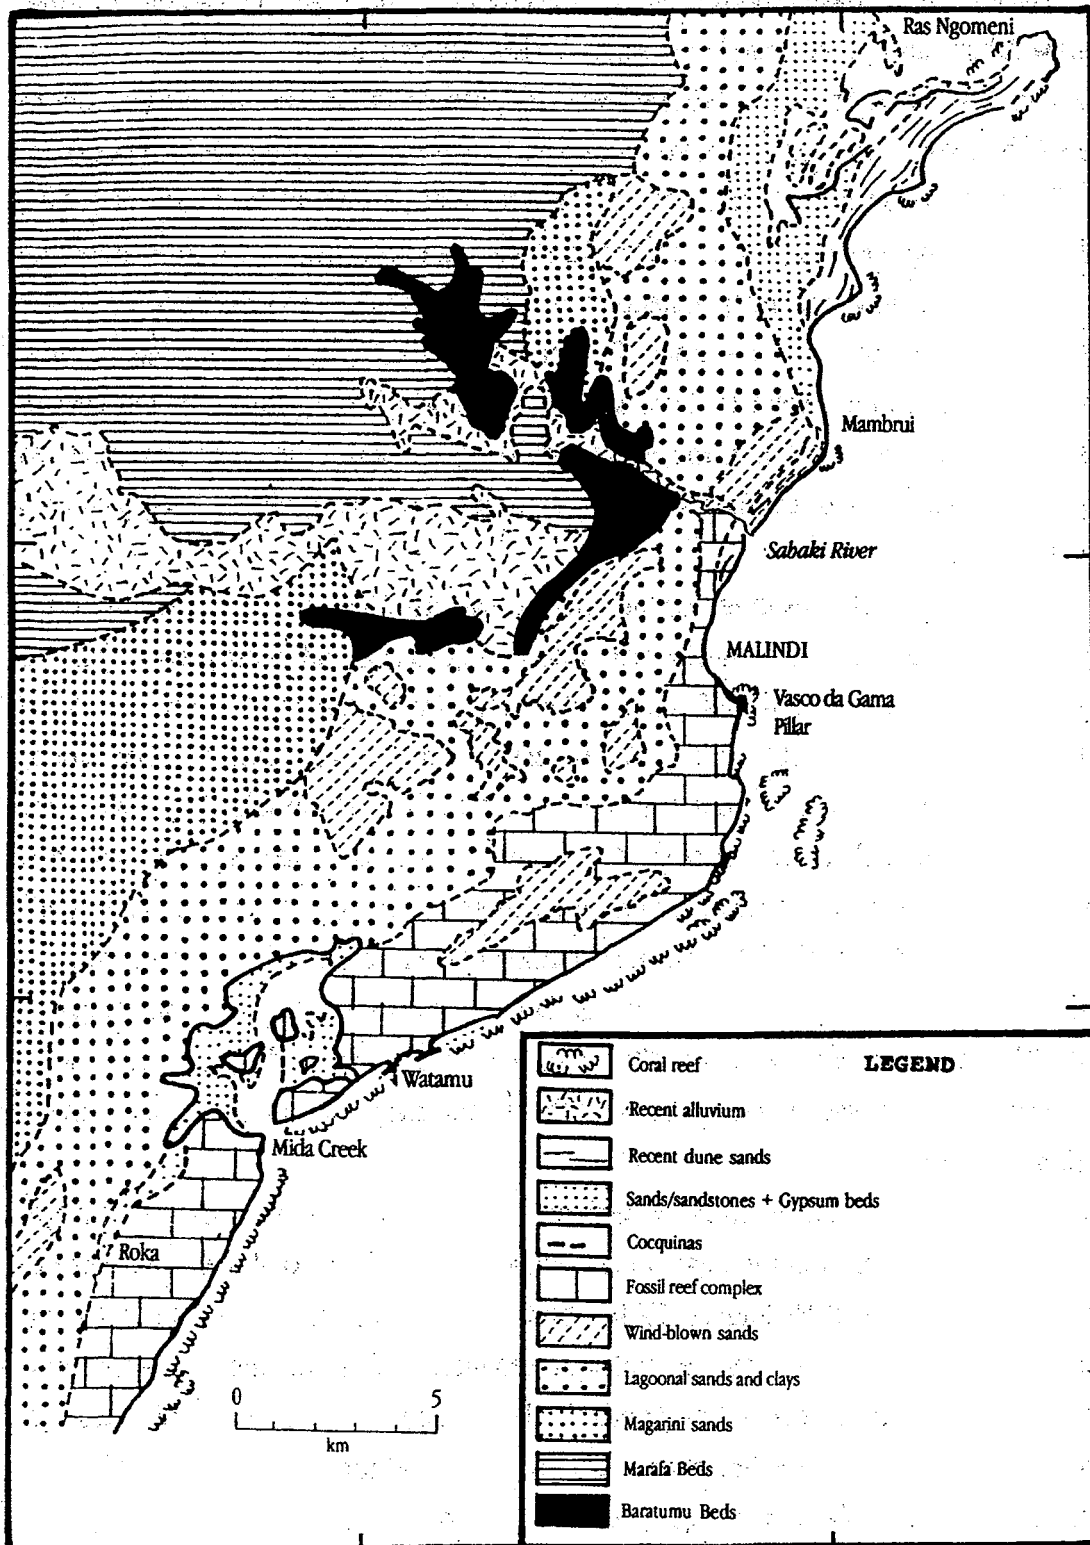 Ras Ngomeni
Mambrui
Sabaki River
MALINDI
Vasco da Gama
Pillar
Watamu
Mida Creek
Roka
0 5
km
LEGEND
Coral reef
Recent alluvium
Recent dune sands
Sands/sandstones + Gypsum beds
Cocquinas
Fossil reef complex
Wind-blown sands
Lagoonal sands and clays
Magarini sands
Marafa Beds
Baratumu Beds